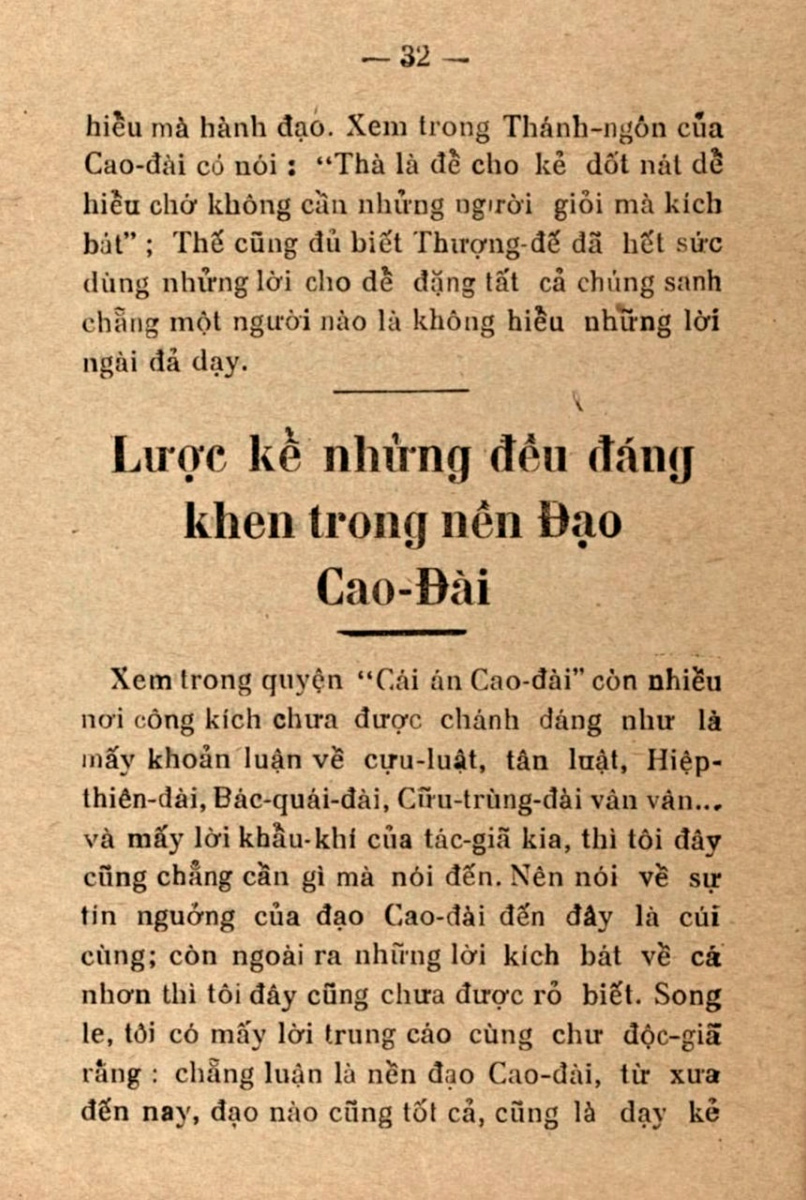 — 32 —
hiểu mà hành đạo. Xem trong Thánh-ngôn của
Cao-đài có nói : “Thà là để cho kẻ dốt nát dể
hiểu chớ không cần những người giỏi mà kích
bát” ; Thế cũng đủ biết Thượng-đế đã hết sức
dùng những lời cho dể đặng tất cả chúng sanh
chẳng một người nào là không hiểu những lời
ngài đả dạy.
Lược kể những đều đáng
khen trong nền Đạo
Cao-Đài
Xem trong quyện “Cái án Cao-đài” còn nhiều
nơi công kích chưa được chánh đáng như là
mấy khoản luận về cựu-luật, tân luật, Hiệp-
thiên-đài, Bác-quái-đài, Cữu-trùng-đài vân vân...
và mấy lời khẩu-khí của tác-giã kia, thì tôi đây
cũng chẳng cần gì mà nói đến. Nên nói về sự
tín nguởng của đạo Cao-đài đến đây là cúi
cùng; còn ngoài ra những lời kích bát về cá
nhơn thì tôi đây cũng chưa được rỏ biết. Song
le, tôi có mấy lời trung cáo cùng chư độc-giã
rằng : chẳng luận là nền đạo Cao-đài, từ xưa
đến nay, đạo nào cũng tốt cả, cũng là dạy kẻ